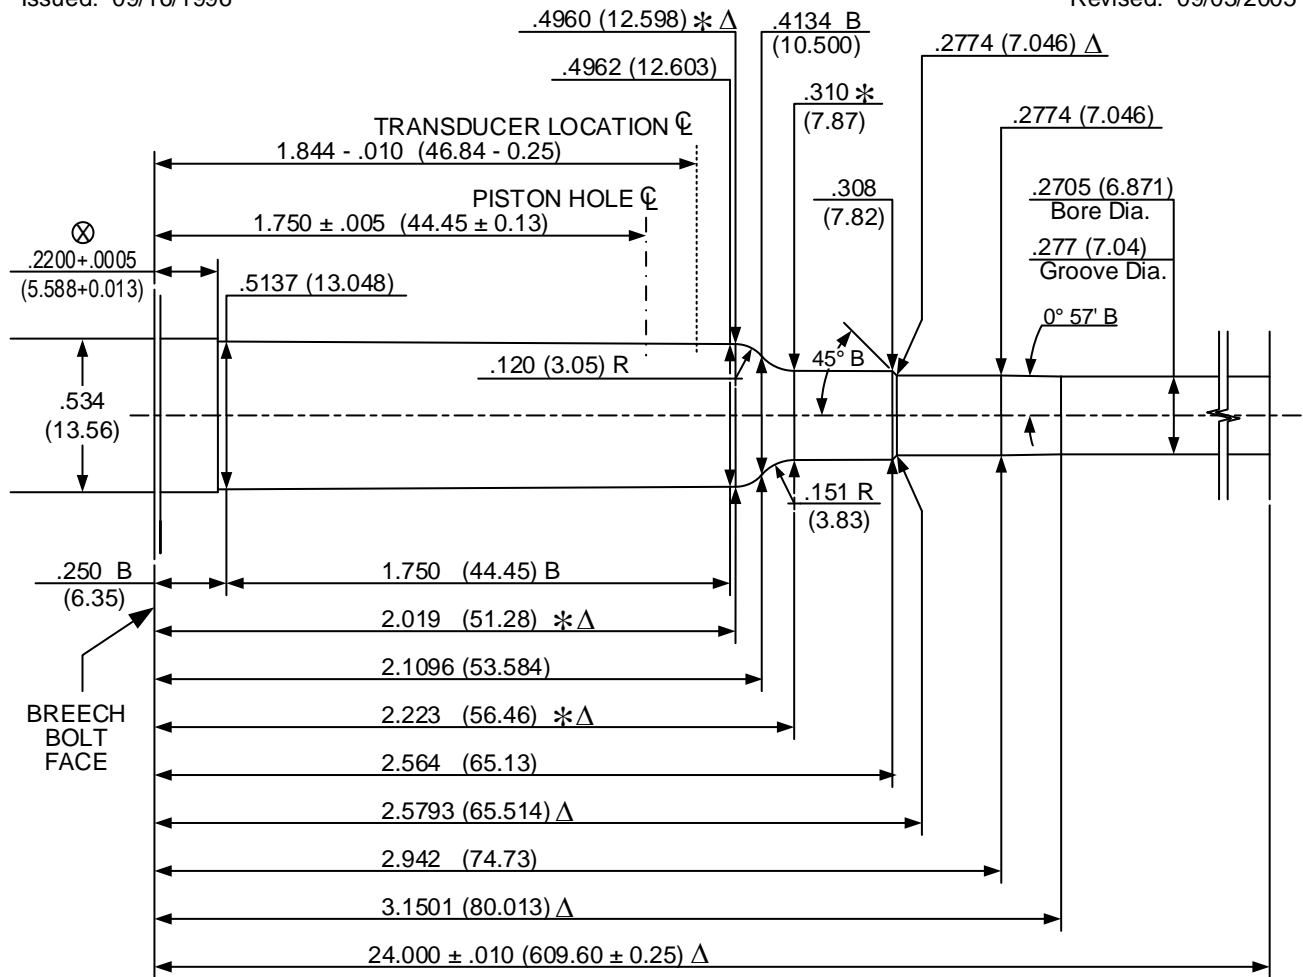 Issued: 09/16/1996
Revised: 09/05/2005
.4960 (12.598) ✻ Δ
.4134 B
(10.500)
.2774 (7.046) Δ
.4962 (12.603)
.310 ✻
(7.87)
.2774 (7.046)
TRANSDUCER LOCATION ℄
1.844 - .010 (46.84 - 0.25)
PISTON HOLE ℄
1.750 ± .005 (44.45 ± 0.13)
.308
(7.82)
.2705 (6.871)
Bore Dia.
.277 (7.04)
Groove Dia.
ⓧ
.2200+.0005
(5.588+0.013)
.5137 (13.048)
0° 57' B
.120 (3.05) R
45° B
.534
(13.56)
.151 R
(3.83)
.250 B
(6.35)
1.750 (44.45) B
2.019 (51.28) ✻Δ
2.1096 (53.584)
BREECH
BOLT
FACE
2.223 (56.46) ✻Δ
2.564 (65.13)
2.5793 (65.514) Δ
2.942 (74.73)
3.1501 (80.013) Δ
24.000 ± .010 (609.60 ± 0.25) Δ